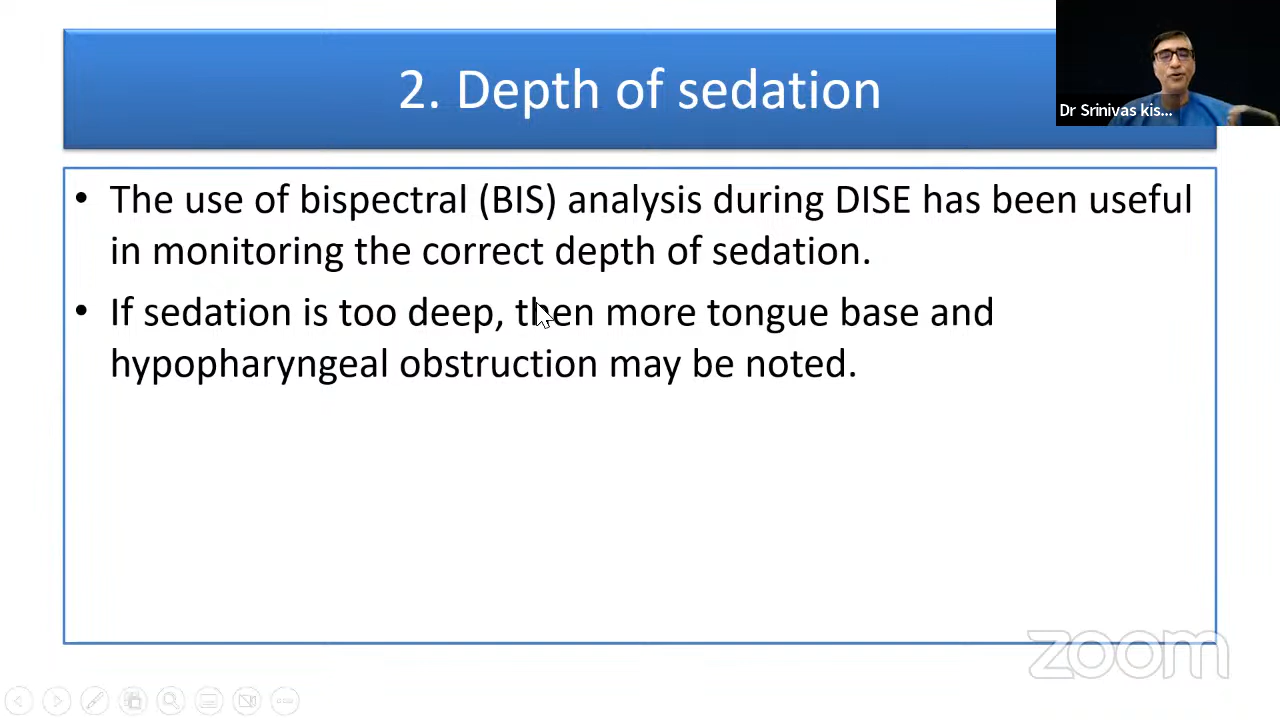 2. Depth of sedation
Dr Srinivas kis...
• The use of bispectral (BIS) analysis during DISE has been useful
in monitoring the correct depth of sedation.
• If sedation is too deep, then more tongue base and
hypopharyngeal obstruction may be noted.
zoom